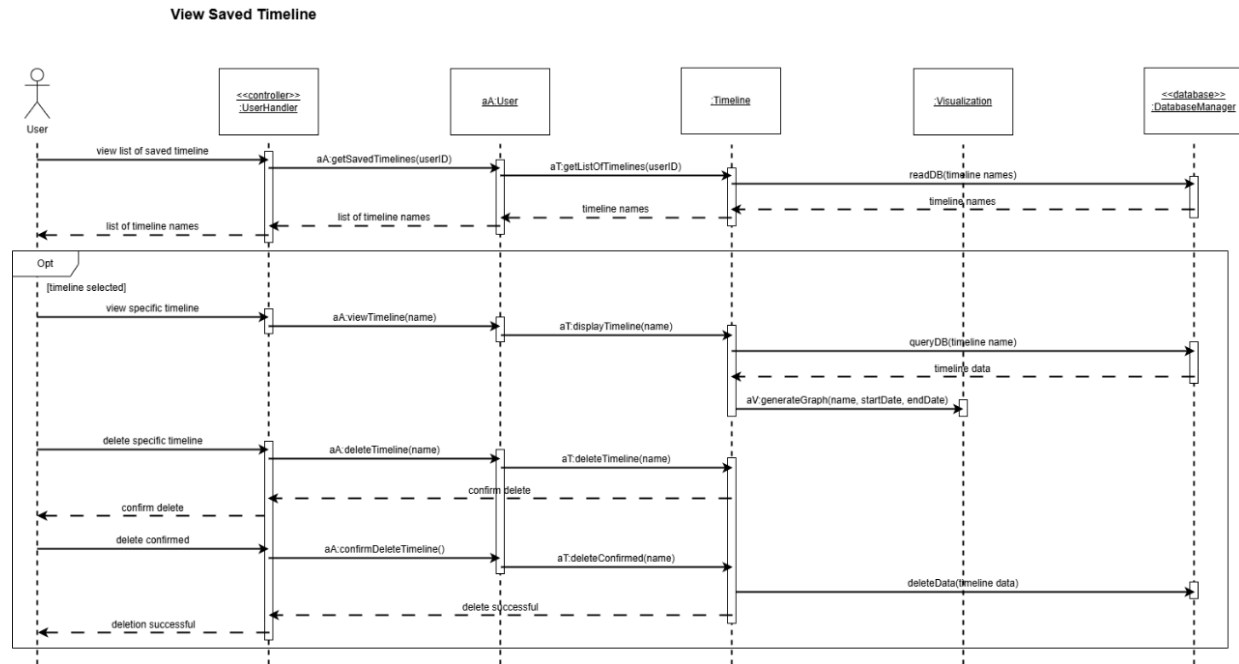 View Saved Timeline
User
<<controller>>
:UserHandler
aA:User
:Timeline
:Visualization
<<database>>
:DatabaseManager
view list of saved timeline
aA:getSavedTimelines(userID)
aT:getListOfTimelines(userID)
readDB(timeline names)
timeline names
timeline names
list of timeline names
list of timeline names
Opt
[timeline selected]
view specific timeline
aA:viewTimeline(name)
aT:displayTimeline(name)
queryDB(timeline name)
timeline data
aV:generateGraph(name, startDate, endDate)
delete specific timeline
aA:deleteTimeline(name)
aT:deleteTimeline(name)
confirm delete
confirm delete
delete confirmed
aA:confirmDeleteTimeline()
aT:deleteConfirmed(name)
deleteData(timeline data)
delete successful
deletion successful